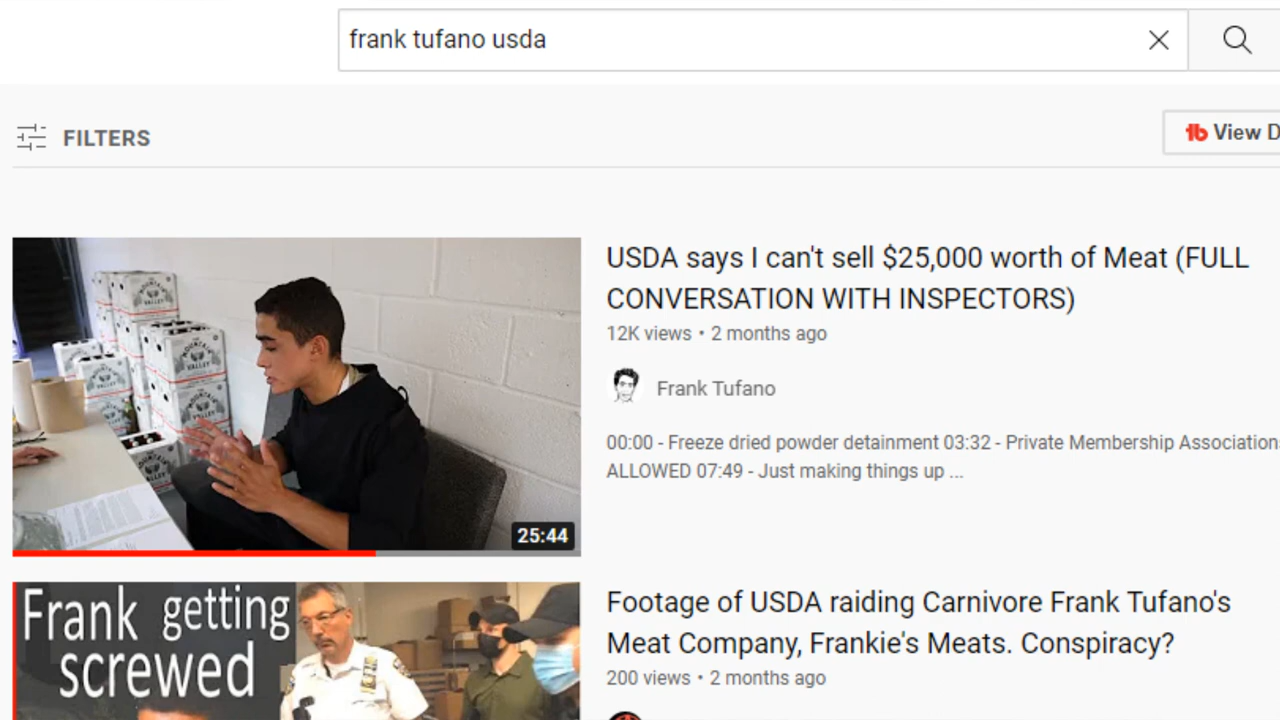 frank tufano usda
FILTERS
View D
USDA says I can't sell $25,000 worth of Meat (FULL
CONVERSATION WITH INSPECTORS)
12K views • 2 months ago
Frank Tufano
00:00 - Freeze dried powder detainment 03:32 - Private Membership Associations
ALLOWED 07:49 - Just making things up ...
MOUNTAIN
VALLEY
25:44
Frank getting
screwed
Footage of USDA raiding Carnivore Frank Tufano's
Meat Company, Frankie's Meats. Conspiracy?
200 views • 2 months ago